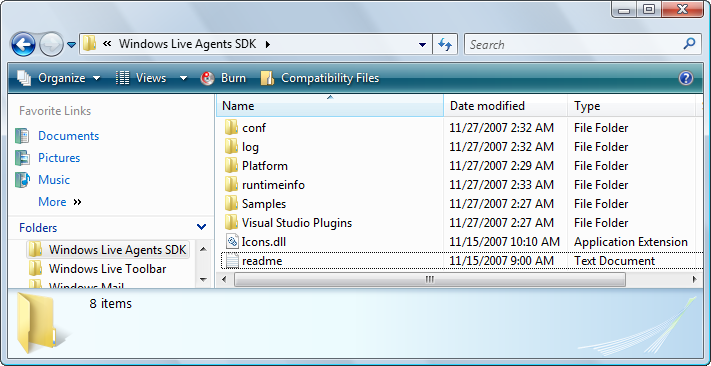 « Windows Live Agents SDK
Search
Organize Views Burn Compatibility Files
Favorite Links
Documents
Pictures
Music
More »
Folders
Windows Live Agents SDK
Windows Live Toolbar
Windows Mail
Name Date modified Type
conf 11/27/2007 2:32 AM File Folder
log 11/27/2007 2:32 AM File Folder
Platform 11/27/2007 2:29 AM File Folder
runtimeinfo 11/27/2007 2:33 AM File Folder
Samples 11/27/2007 2:27 AM File Folder
Visual Studio Plugins 11/27/2007 2:27 AM File Folder
Icons.dll 11/15/2007 10:10 AM Application Extension
readme 11/15/2007 9:00 AM Text Document
8 items